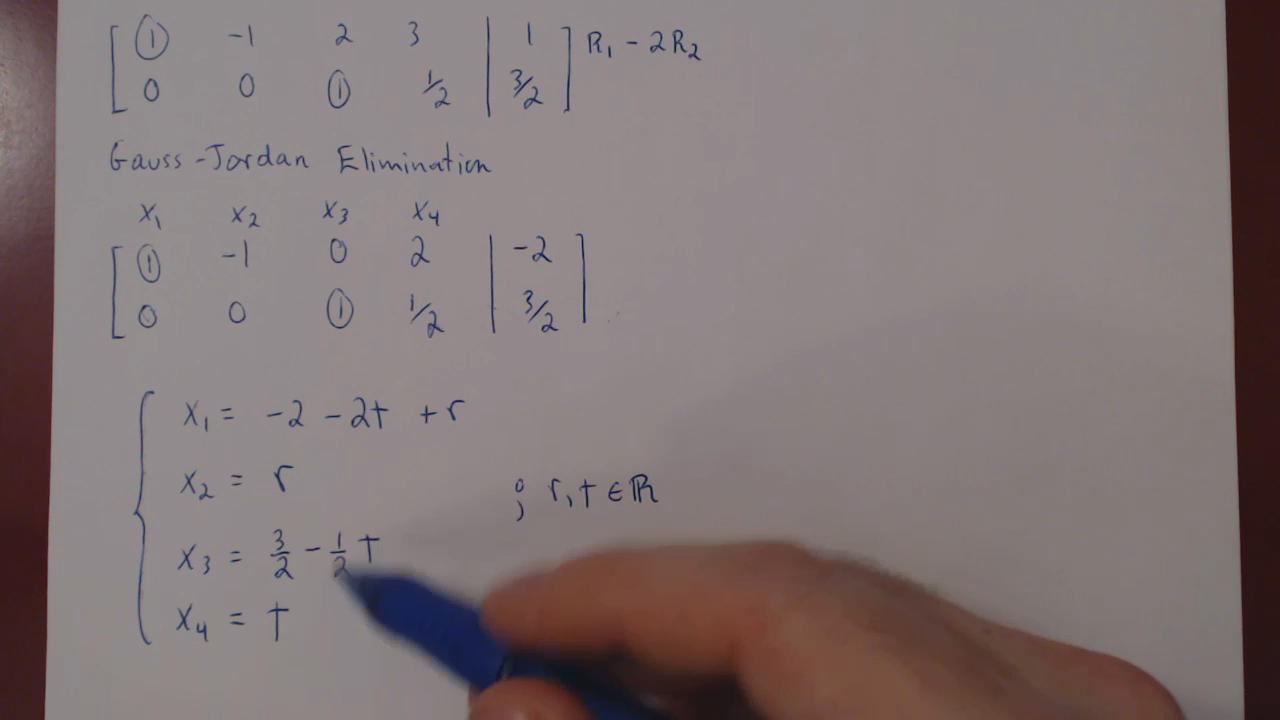 [ 1 -1 2 3 | 1 ] R₁ - 2R₂
[ 0 0 1 1/2 | 3/2 ]
Gauss-Jordan Elimination
x₁ x₂ x₃ x₄
[ 1 -1 0 2 | -2 ]
[ 0 0 1 1/2 | 3/2 ]
{ x₁ = -2 - 2t + r
x₂ = r ; r, t ∈ ℝ
x₃ = 3/2 - 1/2 t
x₄ = t